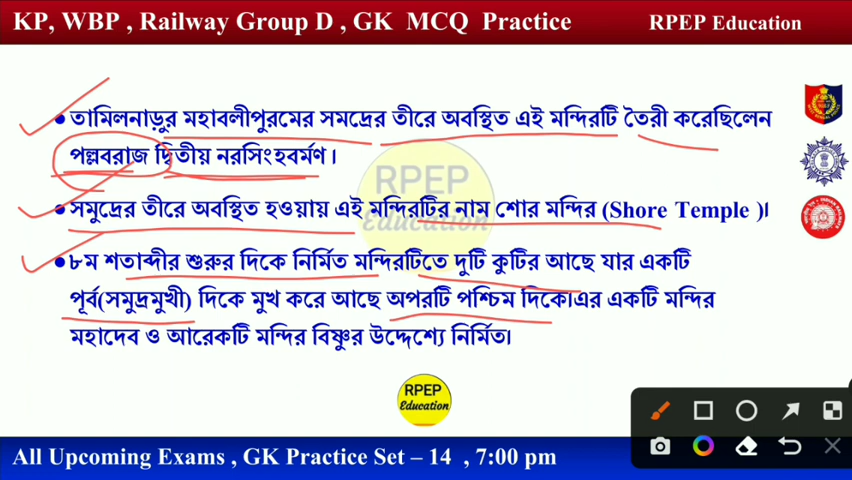 KP, WBP , Railway Group D , GK MCQ Practice
RPEP Education
• তামিলনাড়ুর মহাবলীপুরমের সমদ্রের তীরে অবস্থিত এই মন্দিরটি তৈরী করেছিলেন
পল্লবরাজ দ্বিতীয় নরসিংহবর্মণ।
• সমুদ্রের তীরে অবস্থিত হওয়ায় এই মন্দিরটির নাম শোর মন্দির (Shore Temple )।
• ৮ম শতাব্দীর শুরুর দিকে নির্মিত মন্দিরটিতে দুটি কুটির আছে যার একটি
পূর্ব(সমুদ্রমুখী) দিকে মুখ করে আছে অপরটি পশ্চিম দিকে।এর একটি মন্দির
মহাদেব ও আরেকটি মন্দির বিষ্ণুর উদ্দেশ্যে নির্মিত।
RPEP
Education
RPEP
Education
All Upcoming Exams , GK Practice Set – 14 , 7:00 pm